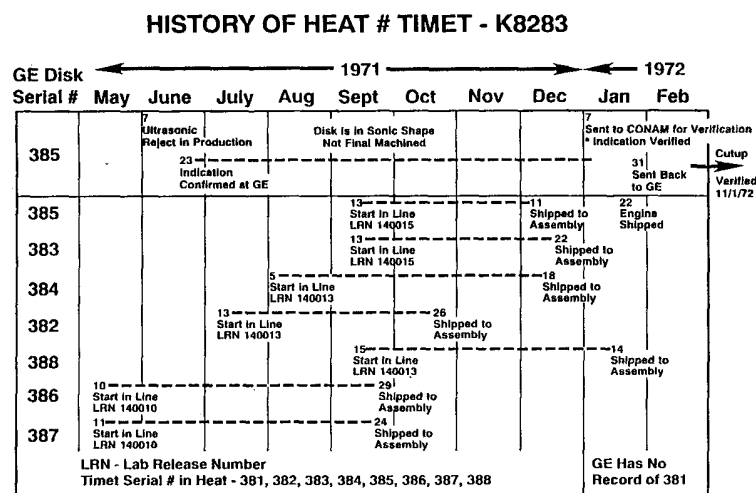 HISTORY OF HEAT # TIMET - K8283
GE Disk
Serial #
1971
1972
May June July Aug Sept Oct Nov Dec Jan Feb
385
7
Ultrasonic
Reject in Production
Disk Is in Sonic Shape
Not Final Machined
7
Sent to CONAM for Verification
* Indication Verified
23
Indication
Confirmed at GE
31
Sent Back
to GE
Cutup
Verified
11/1/72
385
13
Start in Line
LRN 140015
11
Shipped to
Assembly
22
Engine
Shipped
383
13
Start in Line
LRN 140015
22
Shipped to
Assembly
384
5
Start in Line
LRN 140013
18
Shipped to
Assembly
382
13
Start in Line
LRN 140013
26
Shipped to
Assembly
388
15
Start in Line
LRN 140013
14
Shipped to
Assembly
386
10
Start in Line
LRN 140010
29
Shipped to
Assembly
387
11
Start in Line
LRN 140010
24
Shipped to
Assembly
LRN - Lab Release Number
Timet Serial # in Heat - 381, 382, 383, 384, 385, 386, 387, 388
GE Has No
Record of 381